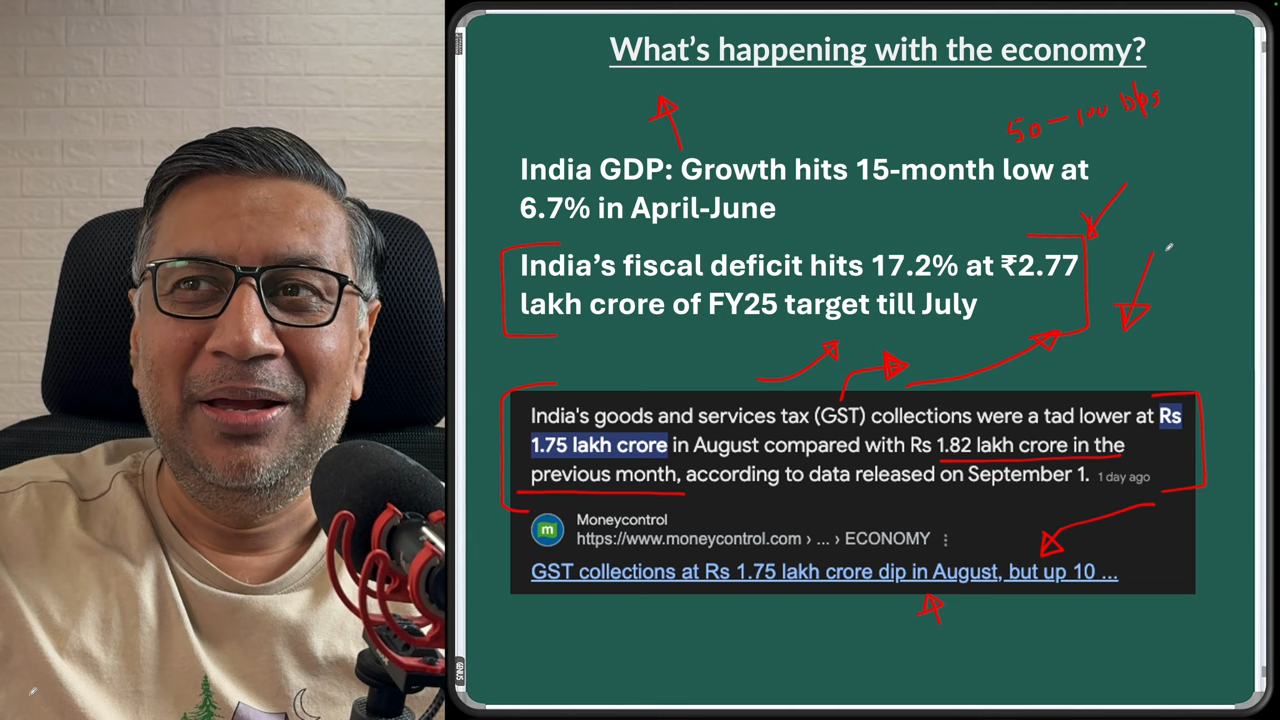 What's happening with the economy?
50 - 100 bps
India GDP: Growth hits 15-month low at
6.7% in April-June
India's fiscal deficit hits 17.2% at ₹2.77
lakh crore of FY25 target till July
India's goods and services tax (GST) collections were a tad lower at Rs
1.75 lakh crore in August compared with Rs 1.82 lakh crore in the
previous month, according to data released on September 1. 1 day ago
m
Moneycontrol
https://www.moneycontrol.com › ... › ECONOMY
GST collections at Rs 1.75 lakh crore dip in August, but up 10 ...
GENIUS